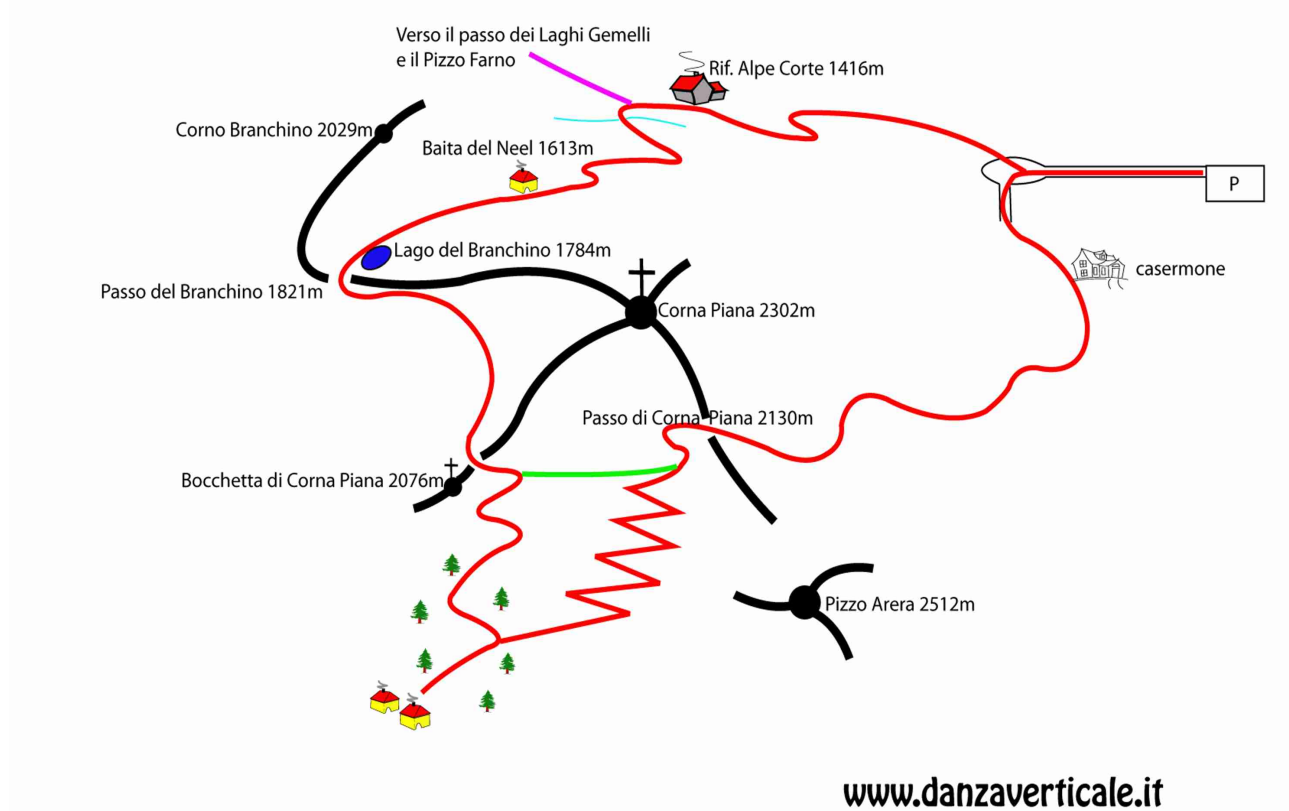 Verso il passo dei Laghi Gemelli
e il Pizzo Farno
Rif. Alpe Corte 1416m
Corno Branchino 2029m
Baita del Neel 1613m
P
Lago del Branchino 1784m
casermone
Passo del Branchino 1821m
Corna Piana 2302m
Passo di Corna Piana 2130m
Bocchetta di Corna Piana 2076m
Pizzo Arera 2512m
www.danzaverticale.it